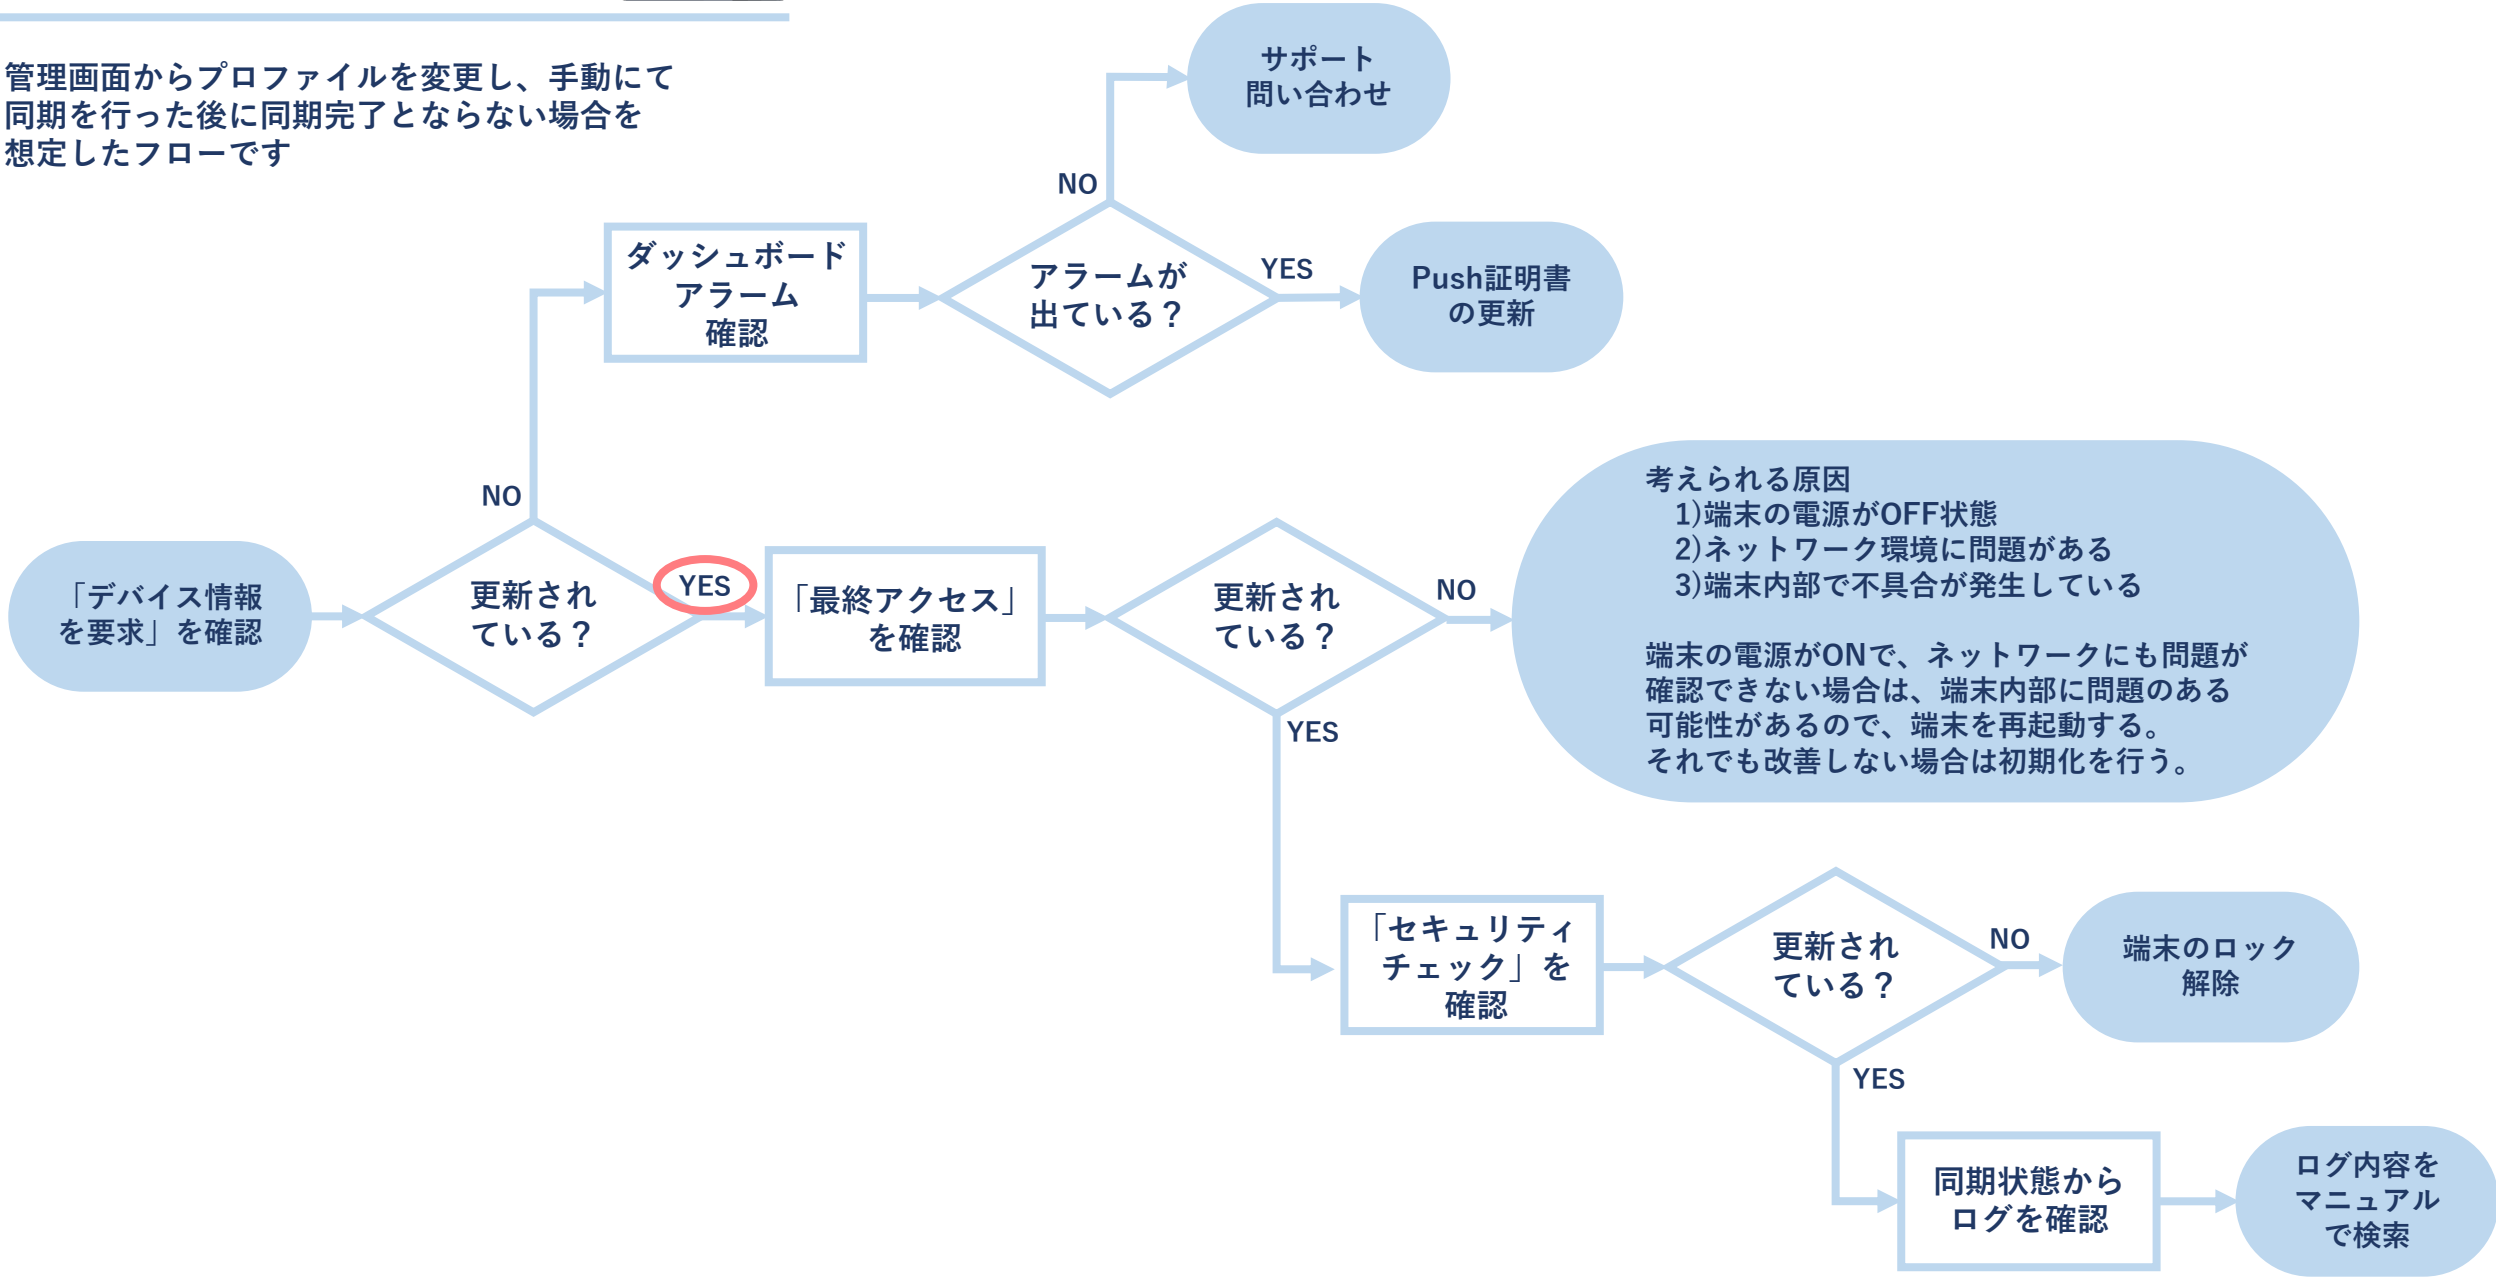 管理画面からプロファイルを変更し、手動にて
同期を行った後に同期完了とならない場合を
想定したフローです
サポート
問い合わせ
NO
ダッシュボード
アラーム
確認
アラームが
出ている？
YES
Push証明書
の更新
NO
「デバイス情報
を要求」を確認
更新され
ている？
YES
「最終アクセス」
を確認
更新され
ている？
NO
考えられる原因
1)端末の電源がOFF状態
2)ネットワーク環境に問題がある
3)端末内部で不具合が発生している
端末の電源がONで、ネットワークにも問題が
確認できない場合は、端末内部に問題のある
可能性があるので、端末を再起動する。
それでも改善しない場合は初期化を行う。
YES
「セキュリティ
チェック」を
確認
更新され
ている？
NO
端末のロック
解除
YES
同期状態から
ログを確認
ログ内容を
マニュアル
で検索